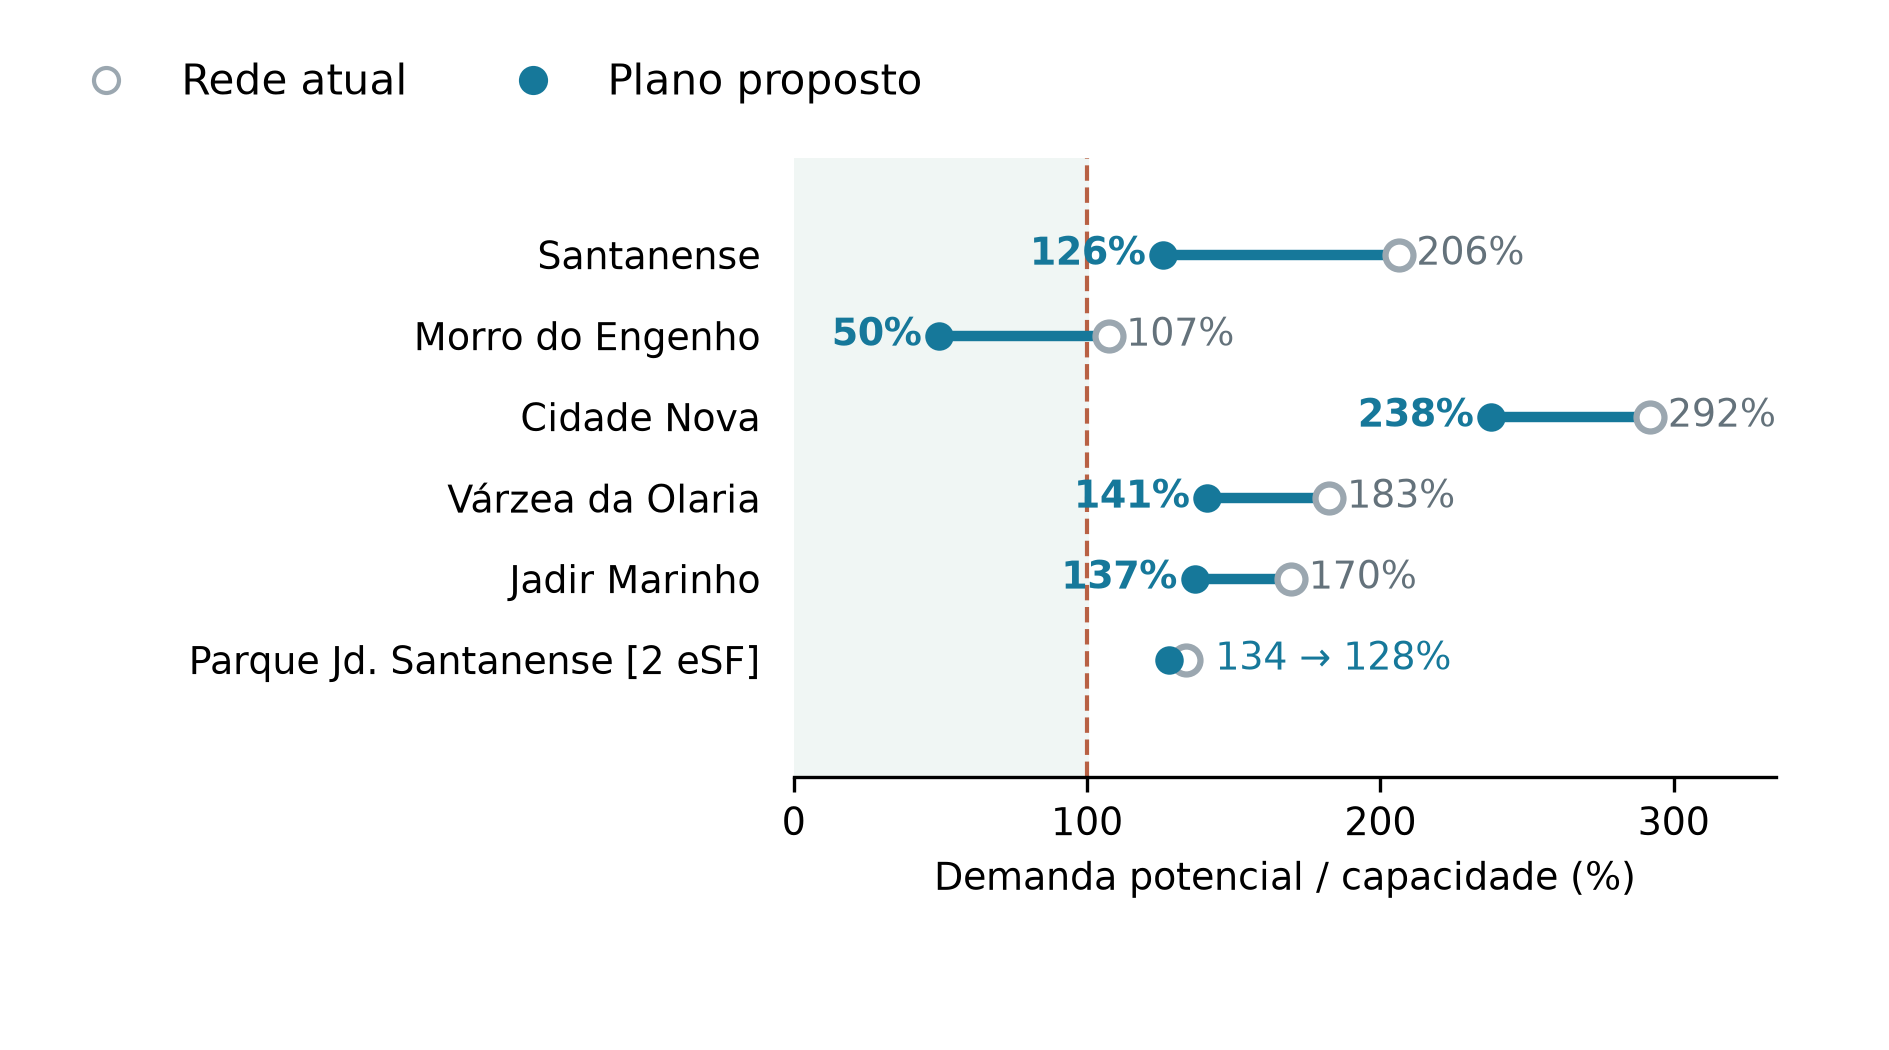 Rede atual Plano proposto
Santanense 126% 206%
Morro do Engenho 50% 107%
Cidade Nova 238% 292%
Várzea da Olaria 141% 183%
Jadir Marinho 137% 170%
Parque Jd. Santanense [2 eSF] 134 → 128%
0 100 200 300
Demanda potencial / capacidade (%)